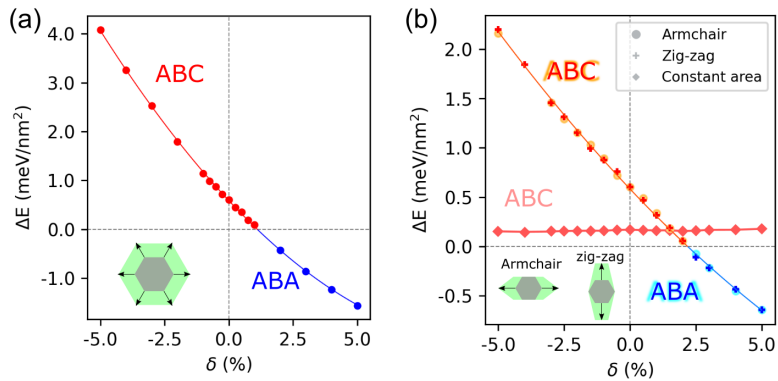 (a)
ΔE (meV/nm²)
4.0
3.0
2.0
1.0
0.0
-1.0
ABC
ABA
-5.0 -2.5 0.0 2.5 5.0
δ (%)
(b)
ΔE (meV/nm²)
2.0
1.5
1.0
0.5
0.0
-0.5
Armchair
Zig-zag
Constant area
ABC
ABC
Armchair
zig-zag
ABA
-5.0 -2.5 0.0 2.5 5.0
δ (%)